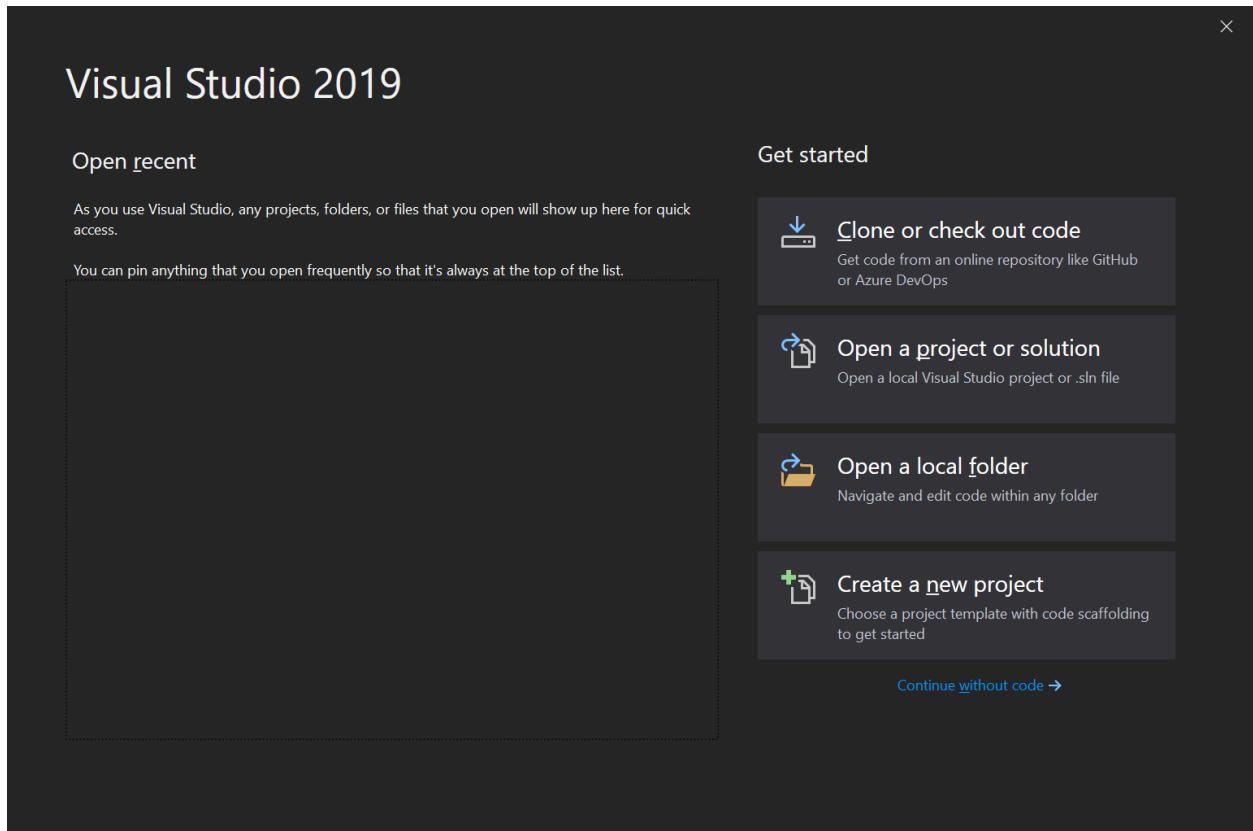 Visual Studio 2019
Open recent
As you use Visual Studio, any projects, folders, or files that you open will show up here for quick
access.
You can pin anything that you open frequently so that it's always at the top of the list.
Get started
Clone or check out code
Get code from an online repository like GitHub
or Azure DevOps
Open a project or solution
Open a local Visual Studio project or .sln file
Open a local folder
Navigate and edit code within any folder
Create a new project
Choose a project template with code scaffolding
to get started
Continue without code →